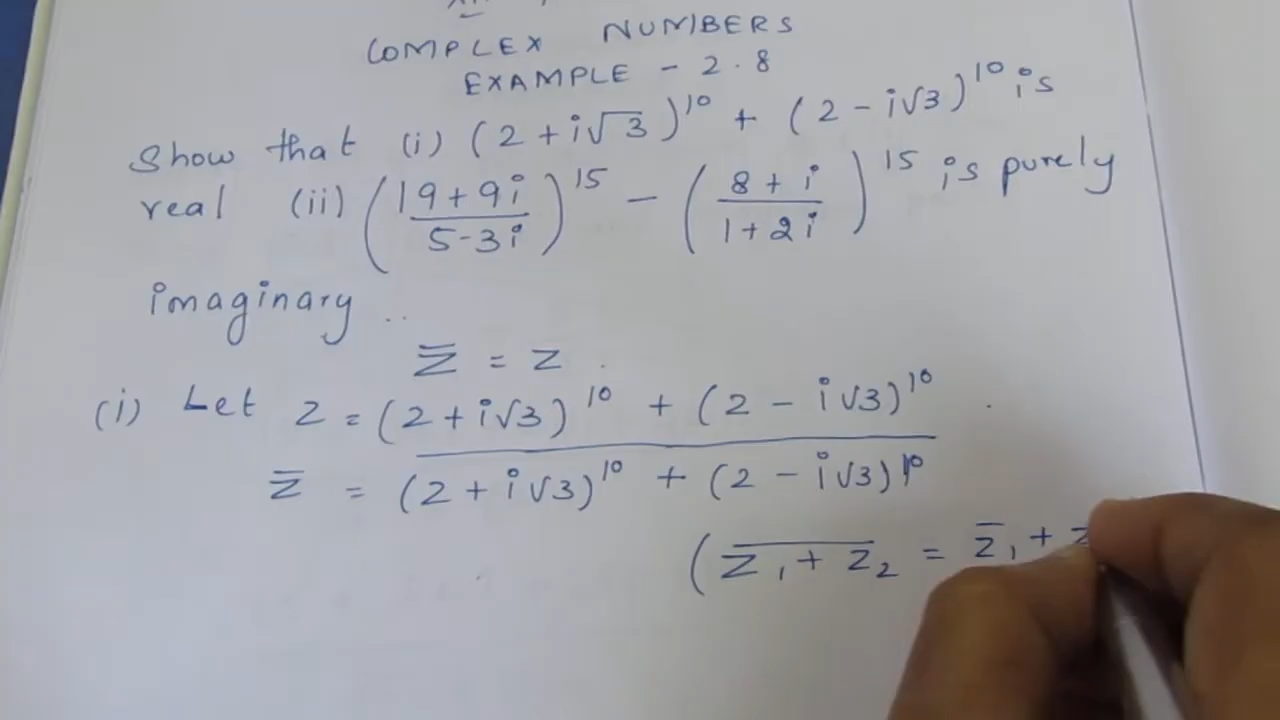 COMPLEX NUMBERS
EXAMPLE - 2.8
Show that (i) (2 + i√3)^10 + (2 - i√3)^10 is
real (ii) ((19 + 9i)/(5 - 3i))^15 - ((8 + i)/(1 + 2i))^15 is purely
imaginary ..
z̅ = z .
(i) Let z = (2 + i√3)^10 + (2 - i√3)^10 .
z̅ = \overline{(2 + i√3)^10 + (2 - i√3)^10}
(\overline{z₁ + z₂} = z̅₁ +